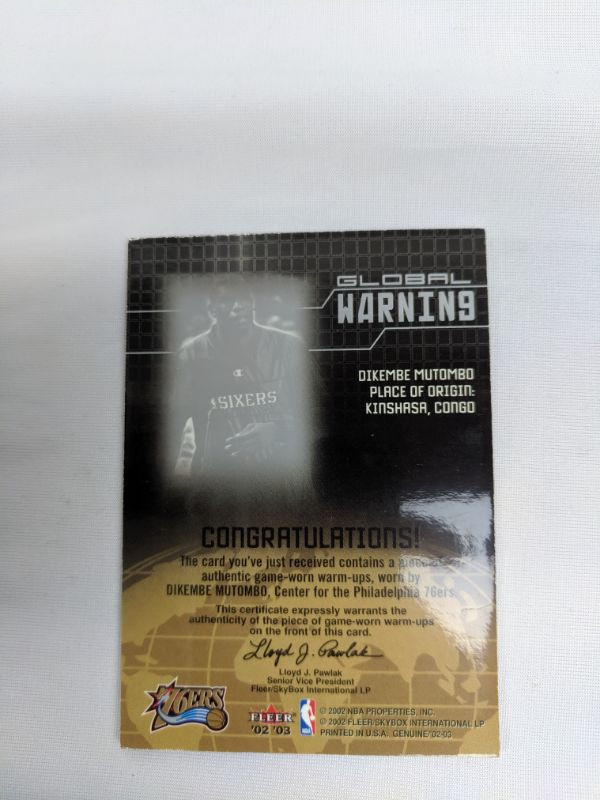 GLOBAL
WARNING
DIKEMBE MUTOMBO
PLACE OF ORIGIN:
KINSHASA, CONGO
SIXERS
CONGRATULATIONS!
The card you've just received contains a piece of
authentic game-worn warm-ups, worn by
DIKEMBE MUTOMBO, Center for the Philadelphia 76ers.
This certificate expressly warrants the
authenticity of the piece of game-worn warm-ups
on the front of this card.
Lloyd J. Pawlak
Lloyd J. Pawlak
Senior Vice President
Fleer/SkyBox International LP
76ERS
FLEER
'02 '03
© 2002 NBA PROPERTIES, INC.
© 2002 FLEER/SKYBOX INTERNATIONAL LP
PRINTED IN U.S.A. GENUINE '02-03